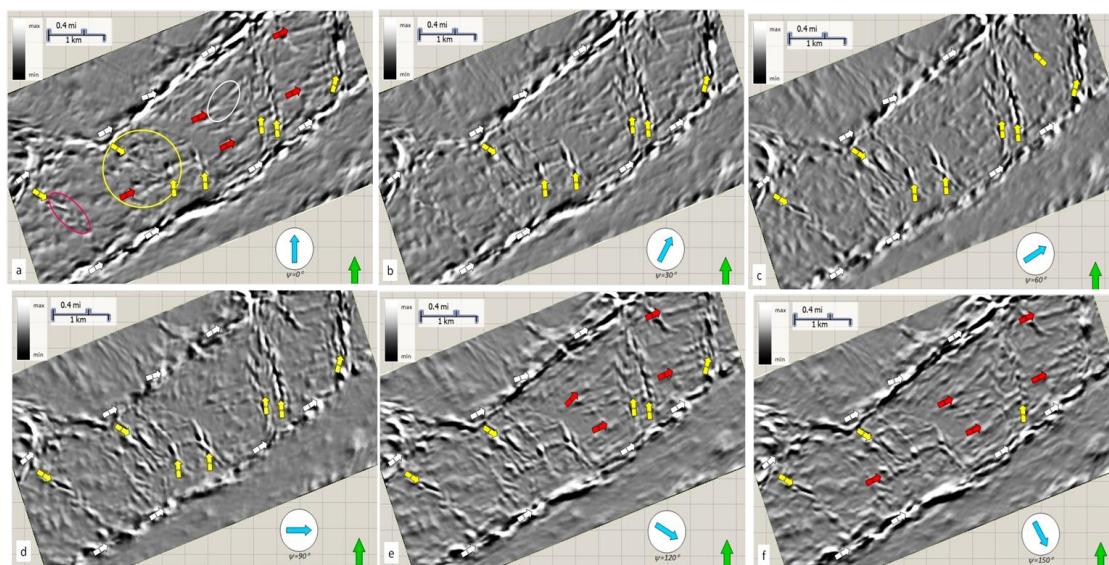 max
min
0.4 mi
1 km
a
ψ=0°
max
min
0.4 mi
1 km
b
ψ=30°
max
min
0.4 mi
1 km
c
ψ=60°
max
min
0.4 mi
1 km
d
ψ=90°
max
min
0.4 mi
1 km
e
ψ=120°
max
min
0.4 mi
1 km
f
ψ=150°